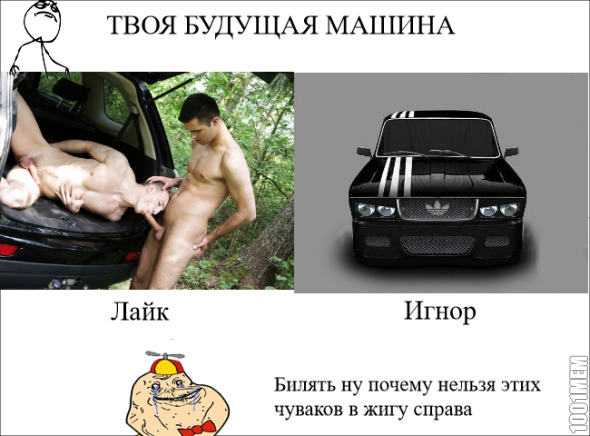 ТВОЯ БУДУЩАЯ МАШИНА
Лайк
Игнор
Билять ну почему нельзя этих
чуваков в жигу справа
1001MEM